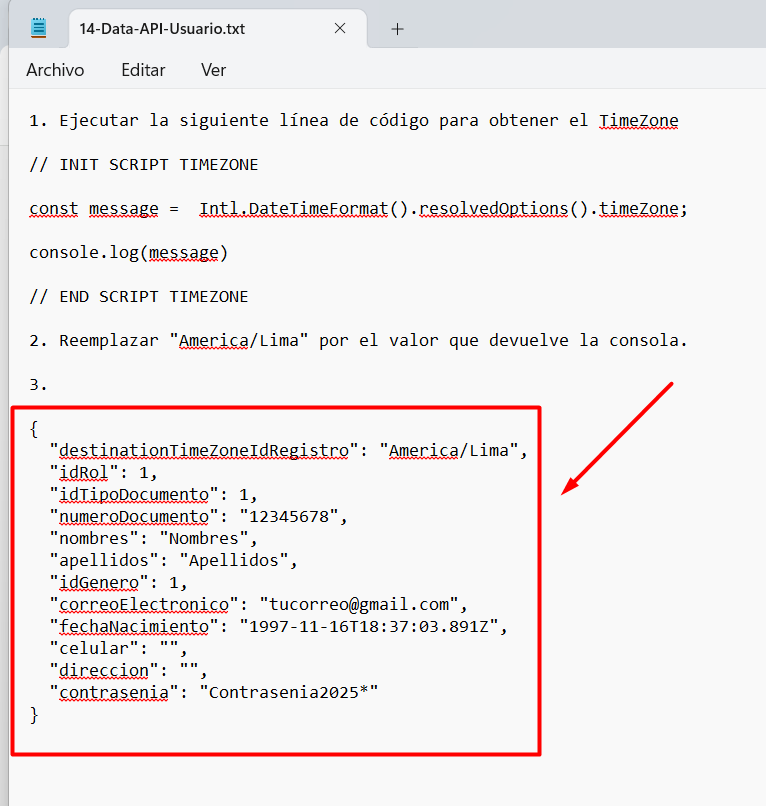 14-Data-API-Usuario.txt
Archivo Editar Ver
1. Ejecutar la siguiente línea de código para obtener el TimeZone
// INIT SCRIPT TIMEZONE
const message =  Intl.DateTimeFormat().resolvedOptions().timeZone;
console.log(message)
// END SCRIPT TIMEZONE
2. Reemplazar "America/Lima" por el valor que devuelve la consola.
3.
{
  "destinationTimeZoneIdRegistro": "America/Lima",
  "idRol": 1,
  "idTipoDocumento": 1,
  "numeroDocumento": "12345678",
  "nombres": "Nombres",
  "apellidos": "Apellidos",
  "idGenero": 1,
  "correoElectronico": "tucorreo@gmail.com",
  "fechaNacimiento": "1997-11-16T18:37:03.891Z",
  "celular": "",
  "direccion": "",
  "contrasenia": "Contrasenia2025*"
}